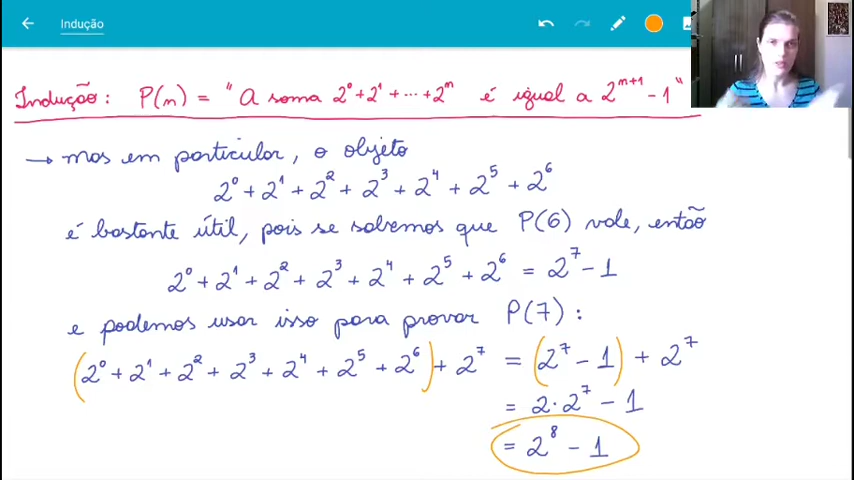 Indução
Indução: P(n) = "A soma 2⁰+2¹+⋯+2ⁿ é igual a 2ⁿ⁺¹-1"
→ mas em particular, o objeto
2⁰+2¹+2²+2³+2⁴+2⁵+2⁶
é bastante útil, pois se sabemos que P(6) vale, então
2⁰+2¹+2²+2³+2⁴+2⁵+2⁶ = 2⁷-1
e podemos usar isso para provar P(7):
(2⁰+2¹+2²+2³+2⁴+2⁵+2⁶)+2⁷ = (2⁷-1)+2⁷
= 2·2⁷-1
= 2⁸-1